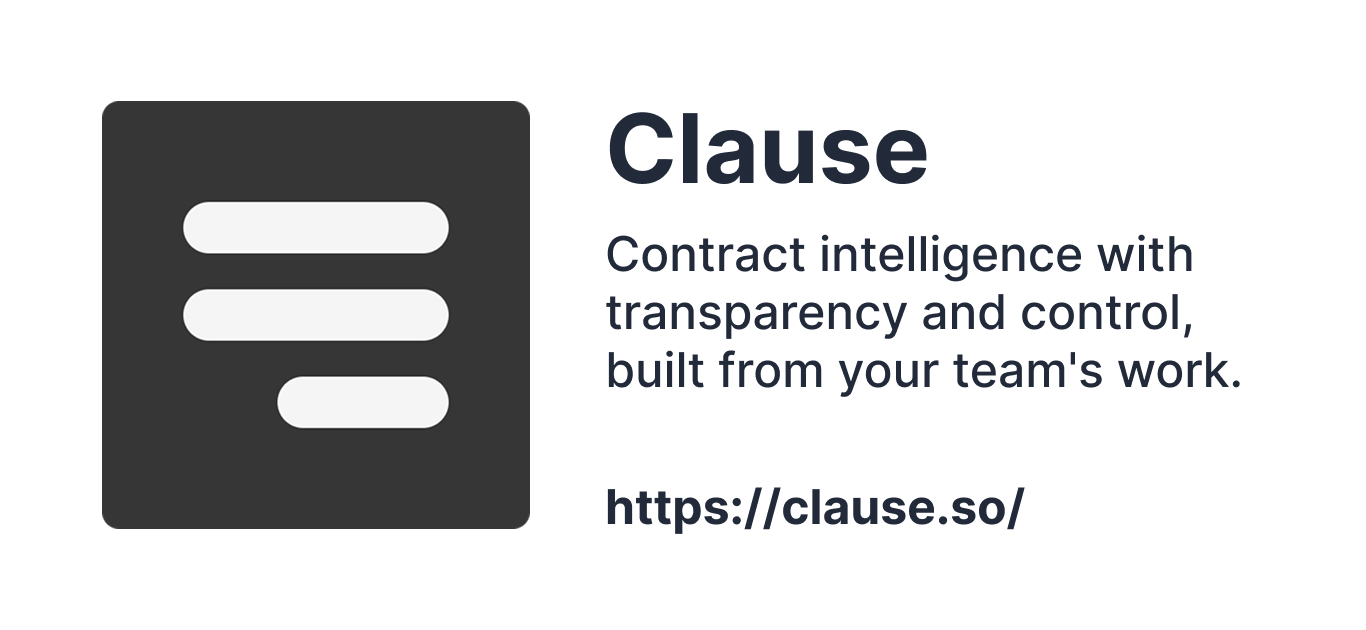 Clause
Contract intelligence with
transparency and control,
built from your team's work.
https://clause.so/